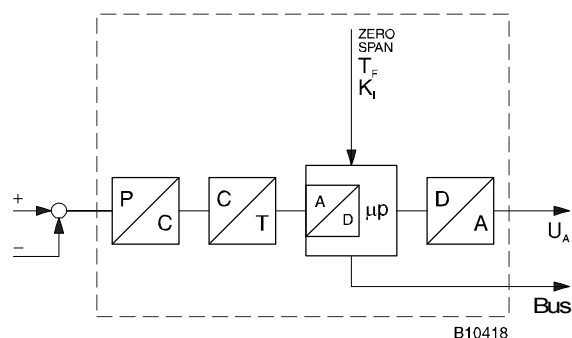 ZERO
SPAN
T_F
K_I
+
−
P
C
C
T
A
D
µp
D
A
U_A
Bus
B10418